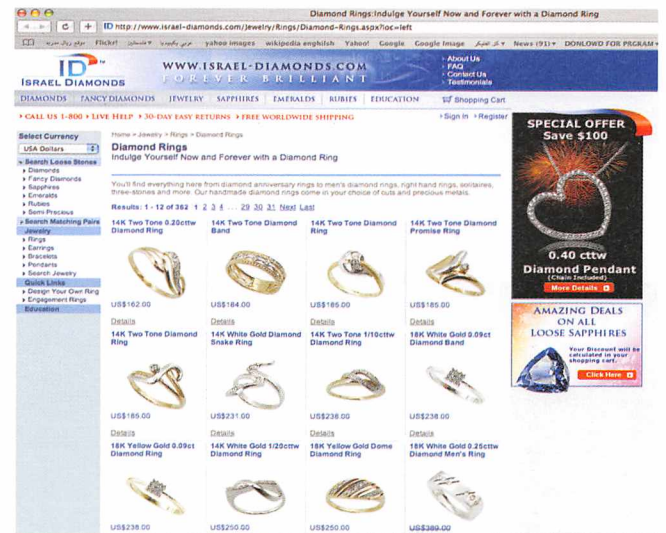 Diamond Rings:Indulge Yourself Now and Forever with a Diamond Ring
http://www.israel-diamonds.com/Jewelry/Rings/Diamond-Rings.aspx?loc=left
Flickr! yahoo images wikipedia enghilsh Yahoo! Google Google Image News (91) DONLOWD FOR PRGRAM
ID
ISRAEL DIAMONDS
WWW.ISRAEL-DIAMONDS.COM
FOREVER BRILLIANT
About Us
FAQ
Contact Us
Testimonials
DIAMONDS FANCY DIAMONDS JEWELRY SAPPHIRES EMERALDS RUBIES EDUCATION Shopping Cart
CALL US 1-800 LIVE HELP 30-DAY EASY RETURNS FREE WORLDWIDE SHIPPING
Sign In Register
Select Currency
USA Dollars
Search Loose Stones
Diamonds
Fancy Diamonds
Sapphires
Emeralds
Rubies
Semi Precious
Search Matching Pairs
Jewelry
Rings
Earrings
Bracelets
Pendants
Search Jewelry
Quick Links
Design Your Own Ring
Engagement Rings
Education
Home > Jewelry > Rings > Diamond Rings
Diamond Rings
Indulge Yourself Now and Forever with a Diamond Ring
You'll find everything here from diamond anniversary rings to men's diamond rings, right hand rings, solitaires,
three-stones and more. Our handmade diamond rings come in your choice of cuts and precious metals.
Results: 1 - 12 of 362 1 2 3 4 ... 29 30 31 Next Last
14K Two Tone 0.20cttw Diamond Ring
US$162.00
Details
14K Two Tone Diamond Band
US$184.00
Details
14K Two Tone Diamond Ring
US$185.00
Details
14K Two Tone Diamond Promise Ring
US$185.00
Details
14K Two Tone Diamond Ring
US$185.00
Details
14K White Gold Diamond Snake Ring
US$231.00
Details
14K Two Tone 1/10cttw Diamond Ring
US$238.00
Details
18K White Gold 0.09ct Diamond Band
US$238.00
Details
18K Yellow Gold 0.09ct Diamond Ring
US$238.00
14K White Gold 1/20cttw Diamond Ring
US$250.00
18K Yellow Gold Dome Diamond Ring
US$250.00
18K White Gold 0.25cttw Diamond Men's Ring
US$389.00
SPECIAL OFFER
Save $100
0.40 cttw
Diamond Pendant
(Chain Included)
More Details
AMAZING DEALS
ON ALL
LOOSE SAPPHIRES
Your Discount will be
calculated in your
shopping cart.
Click Here